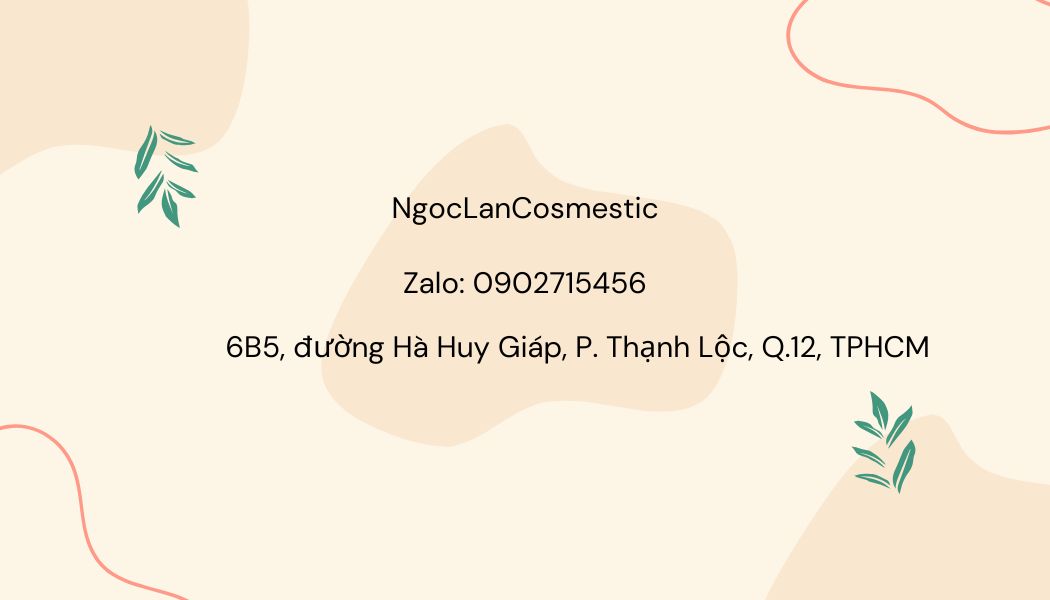 NgocLanCosmestic
Zalo: 0902715456
6B5, đường Hà Huy Giáp, P. Thạnh Lộc, Q.12, TPHCM